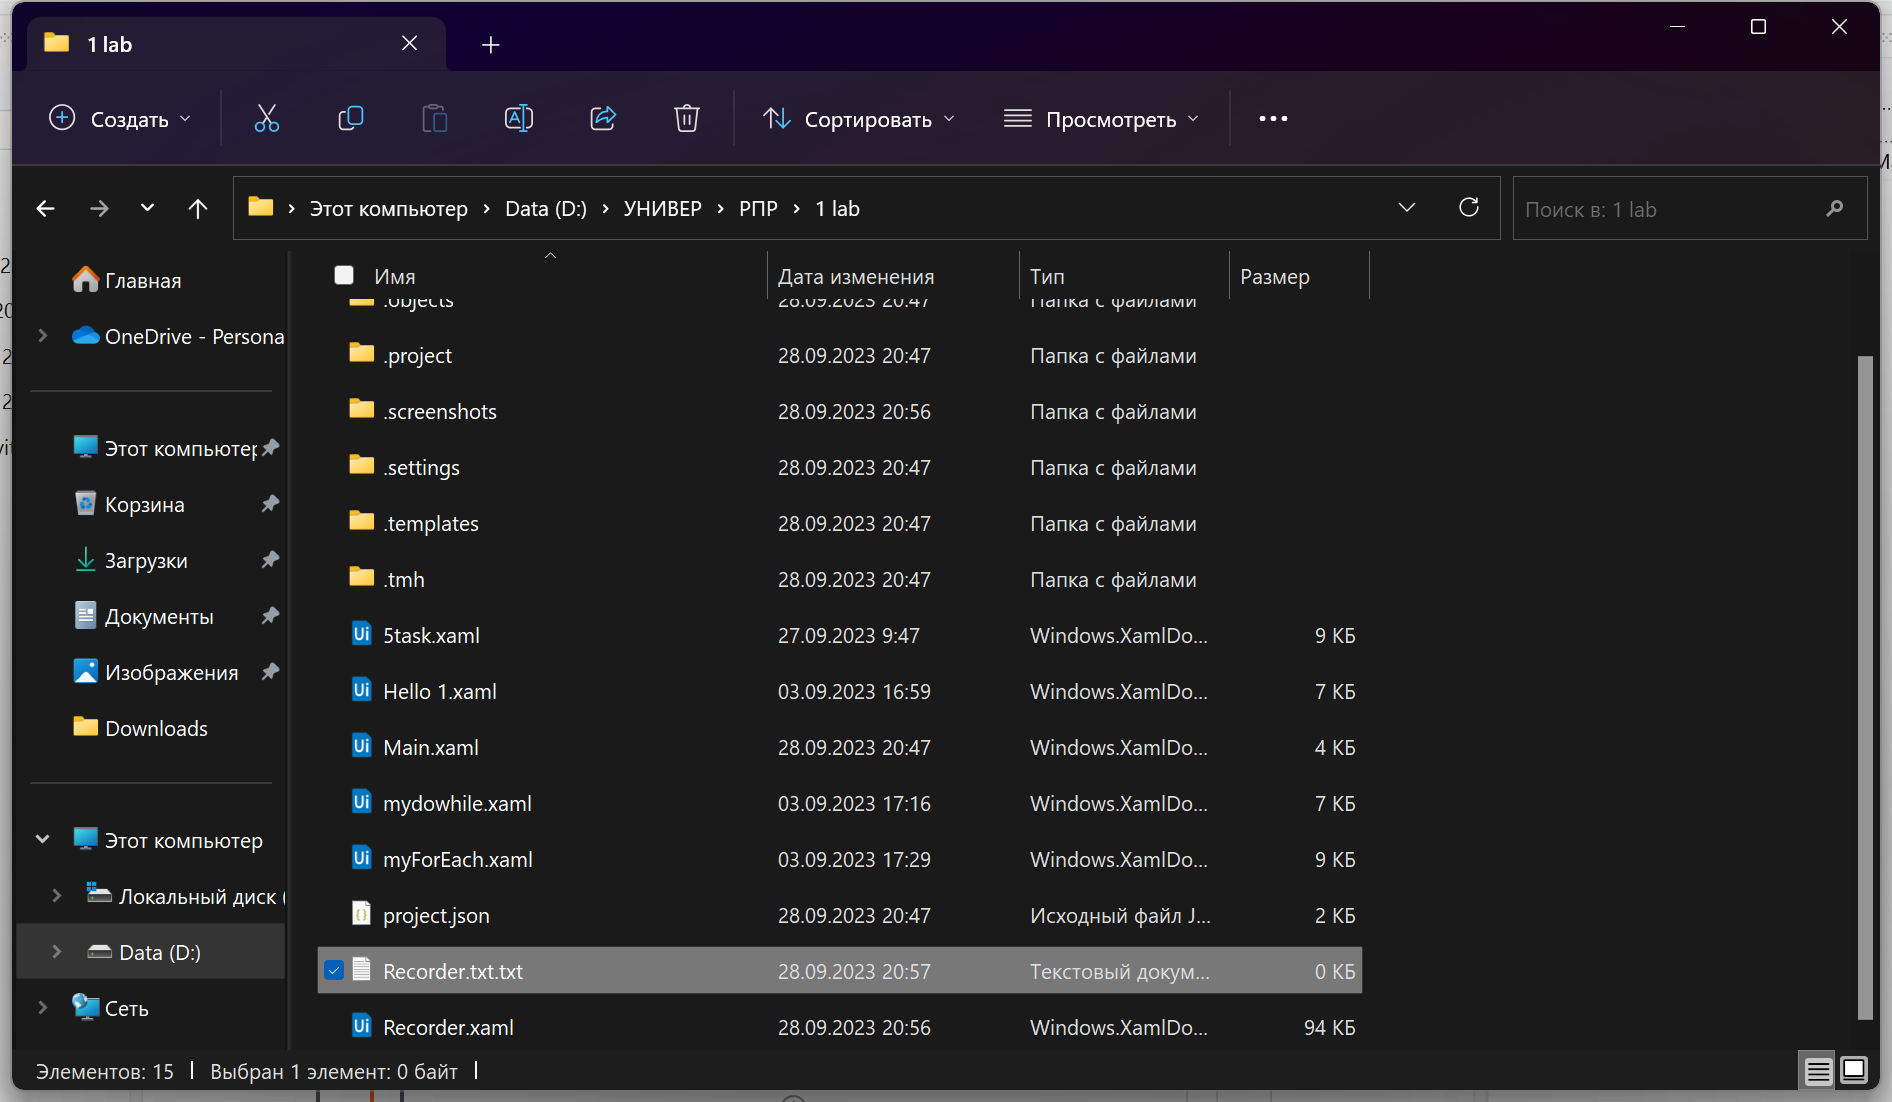 1 lab
Создать
Сортировать
Просмотреть
Этот компьютер
Data (D:)
УНИВЕР
РПР
1 lab
Поиск в: 1 lab
Имя
Дата изменения
Тип
Размер
Главная
OneDrive - Persona
Этот компьютер
Корзина
Загрузки
Документы
Изображения
Downloads
Этот компьютер
Локальный диск (
Data (D:)
Сеть
.objects 28.09.2023 20:47 Папка с файлами
.project 28.09.2023 20:47 Папка с файлами
.screenshots 28.09.2023 20:56 Папка с файлами
.settings 28.09.2023 20:47 Папка с файлами
.templates 28.09.2023 20:47 Папка с файлами
.tmh 28.09.2023 20:47 Папка с файлами
5task.xaml 27.09.2023 9:47 Windows.XamlDo... 9 КБ
Hello 1.xaml 03.09.2023 16:59 Windows.XamlDo... 7 КБ
Main.xaml 28.09.2023 20:47 Windows.XamlDo... 4 КБ
mydowhile.xaml 03.09.2023 17:16 Windows.XamlDo... 7 КБ
myForEach.xaml 03.09.2023 17:29 Windows.XamlDo... 9 КБ
project.json 28.09.2023 20:47 Исходный файл J... 2 КБ
Recorder.txt.txt 28.09.2023 20:57 Текстовый докум... 0 КБ
Recorder.xaml 28.09.2023 20:56 Windows.XamlDo... 94 КБ
Элементов: 15
Выбран 1 элемент: 0 байт